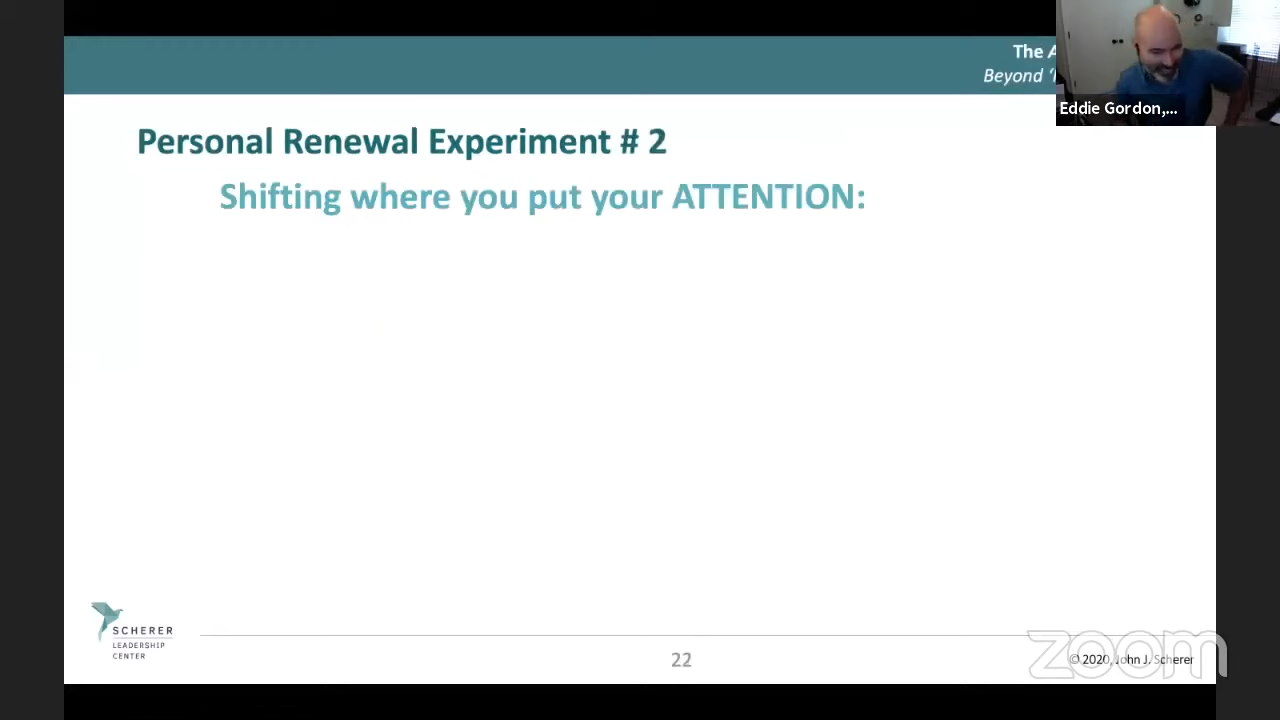 The A
Beyond '
Eddie Gordon,...
Personal Renewal Experiment # 2
Shifting where you put your ATTENTION:
SCHERER
LEADERSHIP
CENTER
22
zoom
© 2020, John J. Scherer